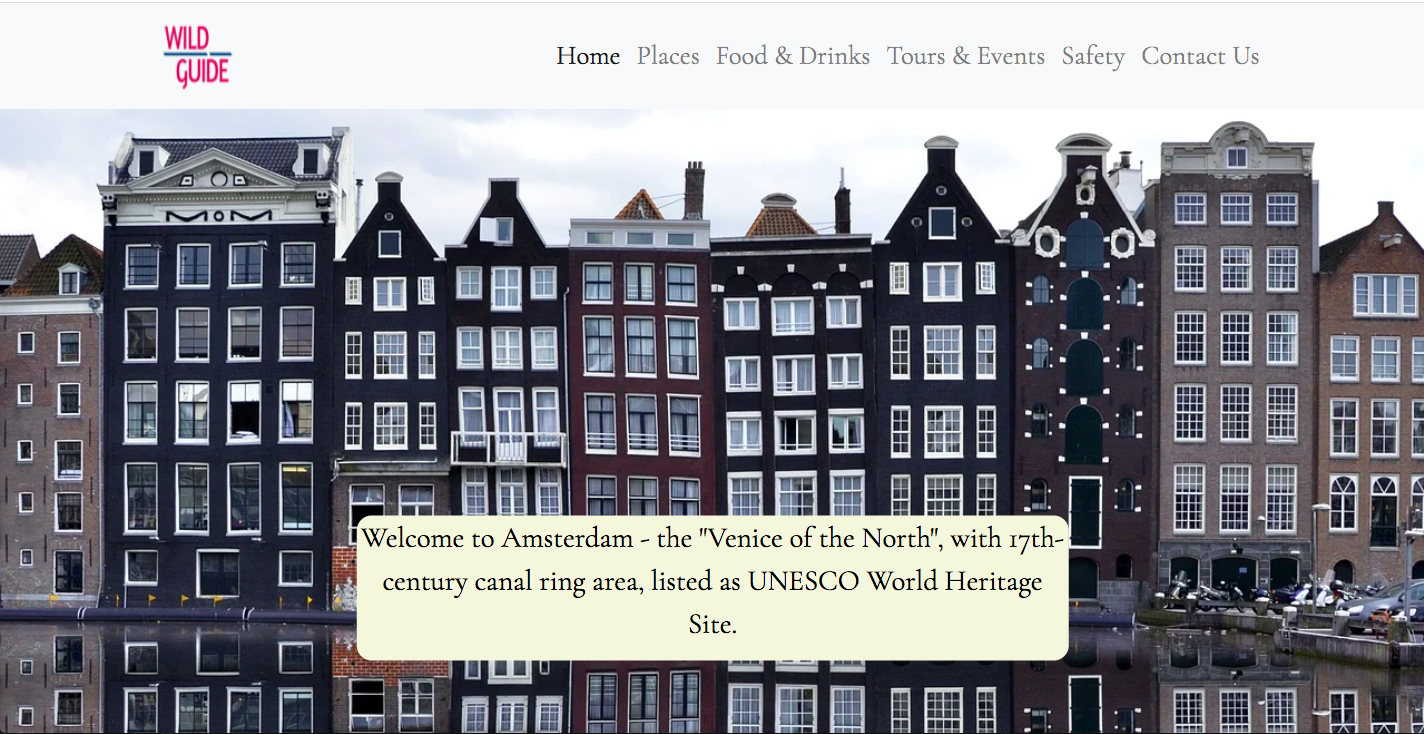 WILD
GUIDE
Home Places Food & Drinks Tours & Events Safety Contact Us
Welcome to Amsterdam - the "Venice of the North", with 17th-
century canal ring area, listed as UNESCO World Heritage
Site.